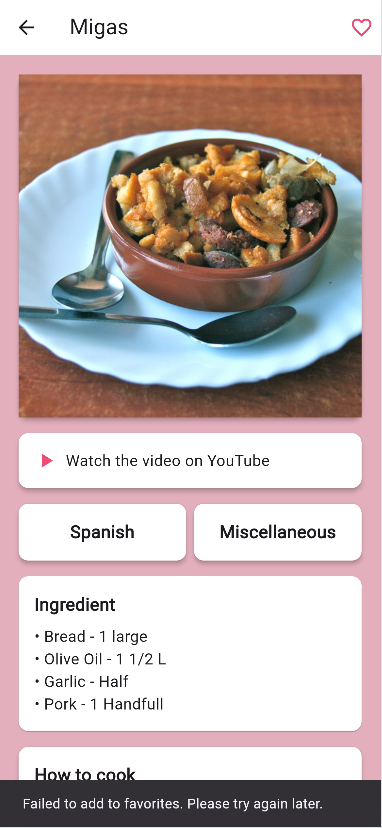 Migas
Watch the video on YouTube
Spanish
Miscellaneous
Ingredient
• Bread - 1 large
• Olive Oil - 1 1/2 L
• Garlic - Half
• Pork - 1 Handfull
How to cook
Failed to add to favorites. Please try again later.